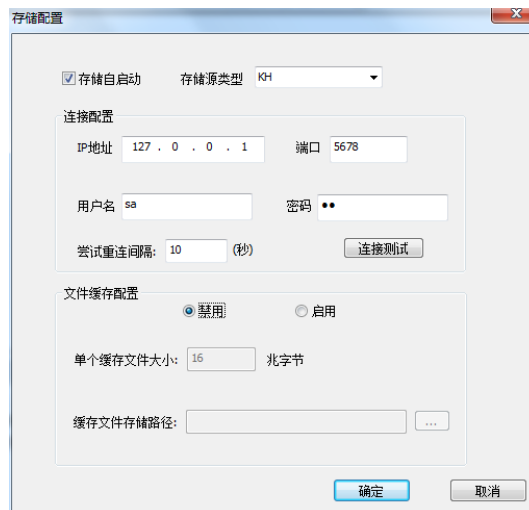 存储配置
存储自启动 存储源类型 KH
连接配置
IP地址 127 . 0 . 0 . 1 端口 5678
用户名 sa 密码 ●●
尝试重连间隔: 10 (秒) 连接测试
文件缓存配置
禁用 启用
单个缓存文件大小: 16 兆字节
缓存文件存储路径: ...
确定 取消